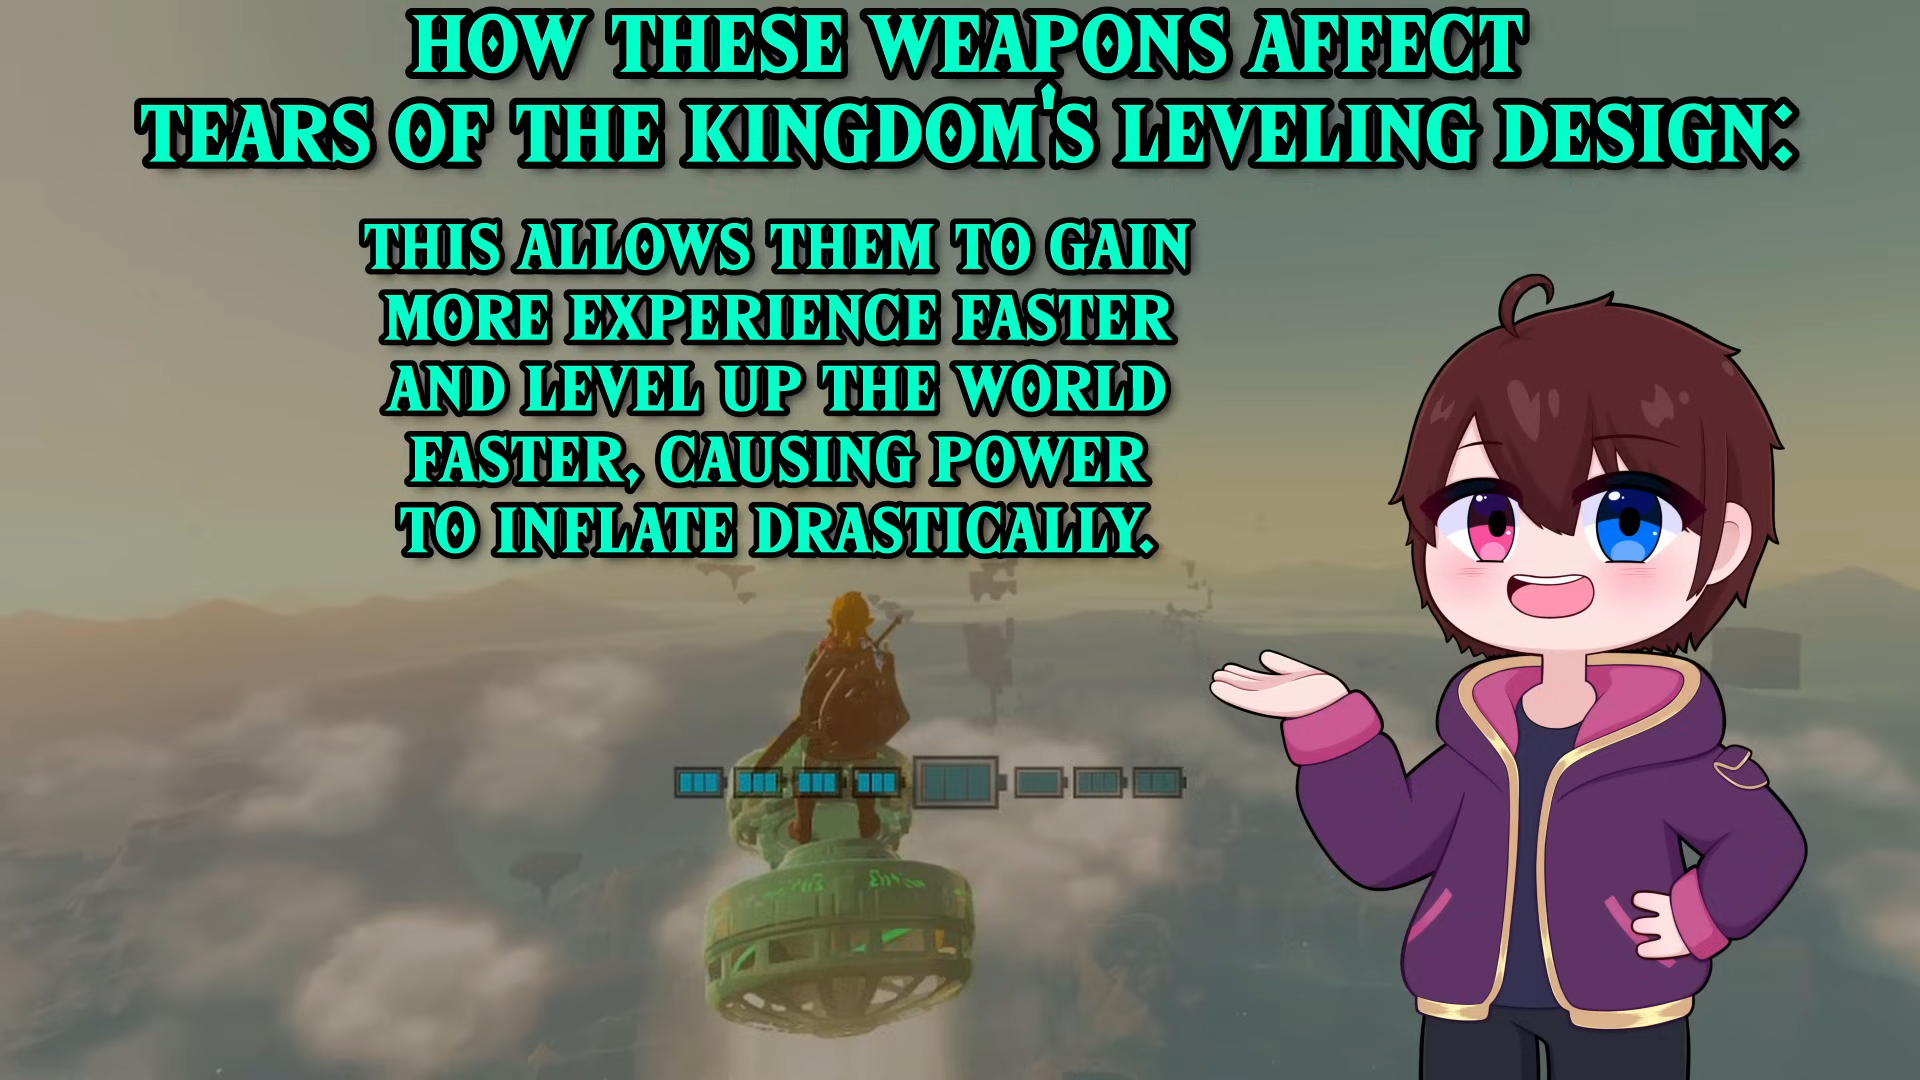 HOW THESE WEAPONS AFFECT
TEARS OF THE KINGDOM'S LEVELING DESIGN:
THIS ALLOWS THEM TO GAIN
MORE EXPERIENCE FASTER
AND LEVEL UP THE WORLD
FASTER, CAUSING POWER
TO INFLATE DRASTICALLY.